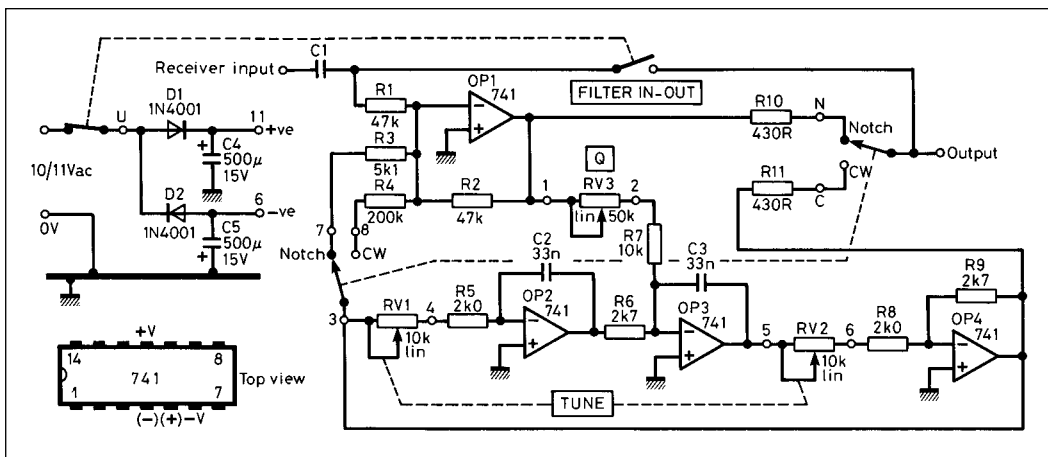 C1
Receiver input
OP1
741
FILTER IN-OUT
D1
1N4001
U
11
+ve
R1
47k
R10
430R
N
Notch
+
C4
500µ
15V
R3
5k1
Q
Output
10/11Vac
D2
1N4001
6
-ve
R4
200k
R2
47k
1
RV3
2
lin
50k
R11
430R
CW
C
N
0V
C5
500µ
15V
+
7
8
CW
Notch
R7
10k
C2
33n
C3
33n
R9
2k7
3
RV1
10k
lin
4
R5
2k0
OP2
741
R6
2k7
OP3
741
5
RV2
10k
lin
6
R8
2k0
OP4
741
+V
14
8
741
Top view
1
7
(-)(+)-V
TUNE